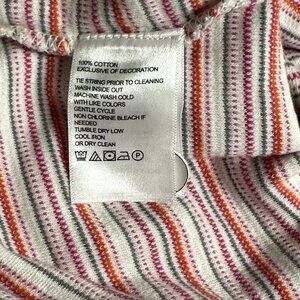 100% COTTON
EXCLUSIVE OF DECORATION
TIE STRING PRIOR TO CLEANING
WASH INSIDE OUT
MACHINE WASH COLD
WITH LIKE COLORS
GENTLE CYCLE
NON CHLORINE BLEACH IF
NEEDED
TUMBLE DRY LOW
COOL IRON
OR DRY CLEAN